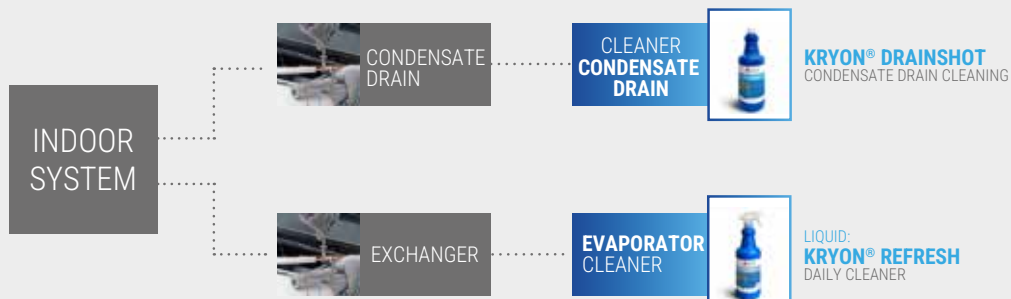 INDOOR
SYSTEM
CONDENSATE
DRAIN
CLEANER
CONDENSATE
DRAIN
KRYON® DRAINSHOT
CONDENSATE DRAIN CLEANING
EXCHANGER
EVAPORATOR
CLEANER
LIQUID:
KRYON® REFRESH
DAILY CLEANER